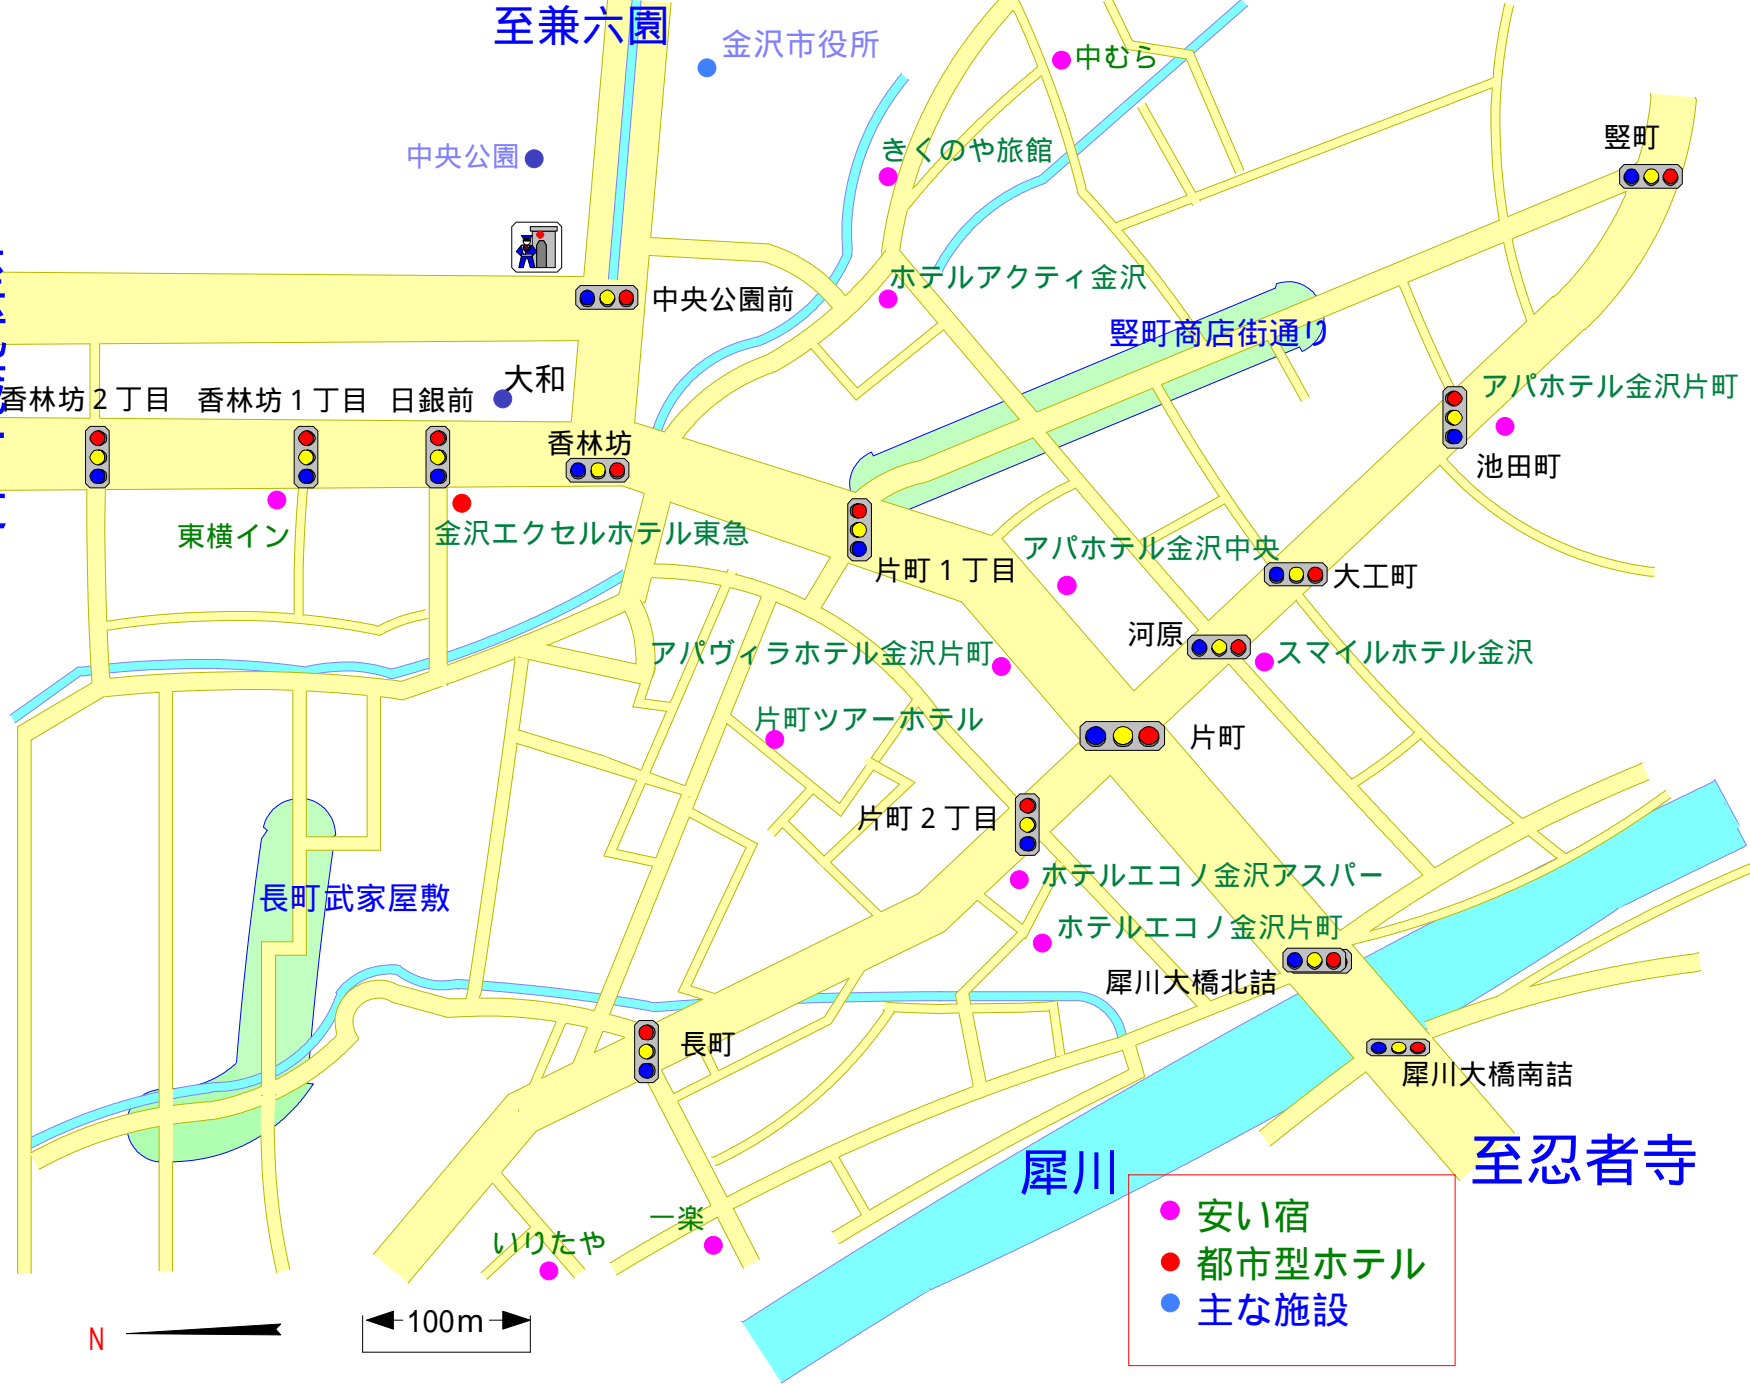 至兼六園
金沢市役所
中むら
竪町
中央公園
きくのや旅館
ホテルアクティ金沢
中央公園前
竪町商店街通り
大和
香林坊2丁目
香林坊1丁目
日銀前
アパホテル金沢片町
香林坊
池田町
東横イン
金沢エクセルホテル東急
アパホテル金沢中央
片町1丁目
大工町
河原
スマイルホテル金沢
アパヴィラホテル金沢片町
片町ツアーホテル
片町
片町2丁目
ホテルエコノ金沢アスパー
長町武家屋敷
ホテルエコノ金沢片町
犀川大橋北詰
長町
犀川大橋南詰
犀川
至忍者寺
一楽
いりたや
安い宿
都市型ホテル
主な施設
100m
N